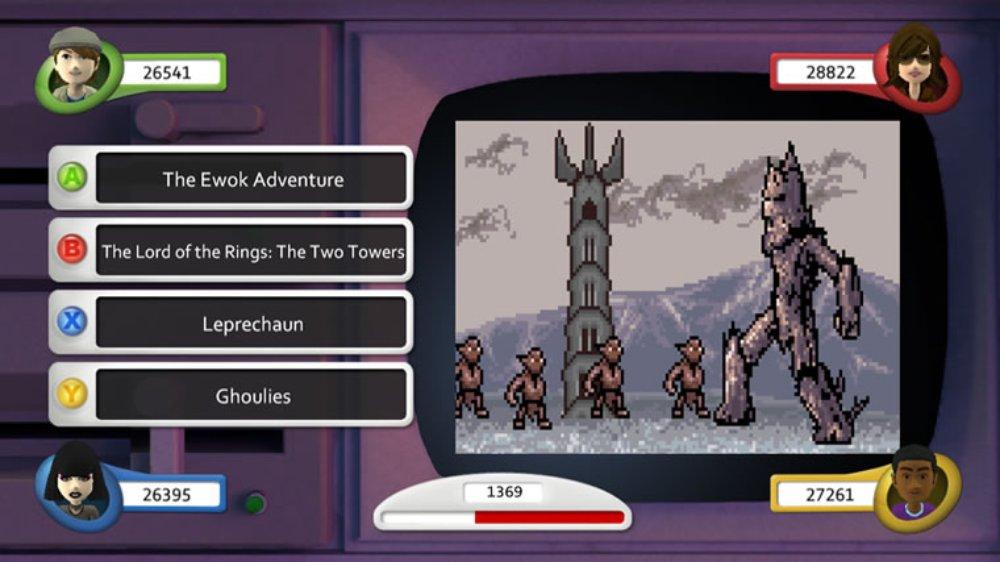 26541
28822
A
The Ewok Adventure
B
The Lord of the Rings: The Two Towers
X
Leprechaun
Y
Ghoulies
26395
1369
27261